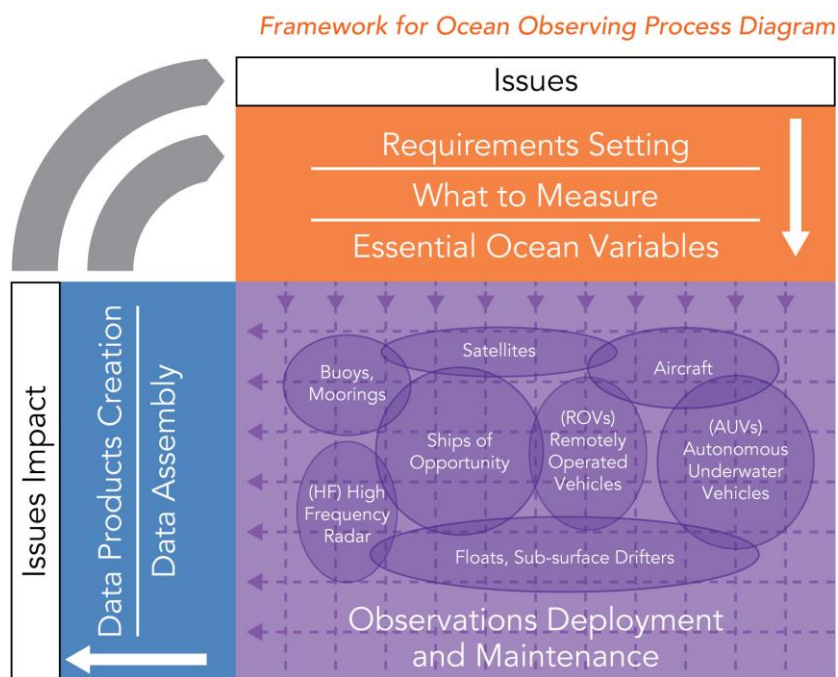 Framework for Ocean Observing Process Diagram
Issues
Requirements Setting
What to Measure
Essential Ocean Variables
Issues Impact
Data Products Creation
Data Assembly
Satellites
Aircraft
Buoys,
Moorings
Ships of
Opportunity
(ROVs)
Remotely
Operated
Vehicles
(AUVs)
Autonomous
Underwater
Vehicles
(HF) High
Frequency
Radar
Floats, Sub-surface Drifters
Observations Deployment
and Maintenance